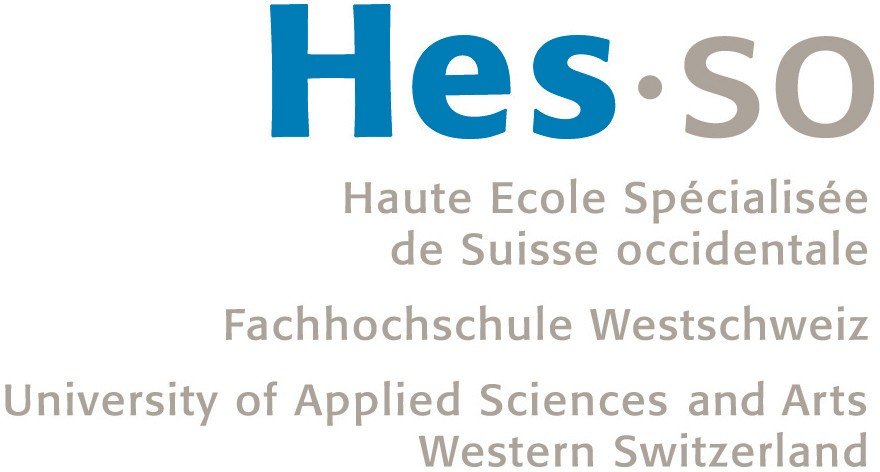 Hes·so
Haute Ecole Spécialisée
de Suisse occidentale
Fachhochschule Westschweiz
University of Applied Sciences and Arts
Western Switzerland